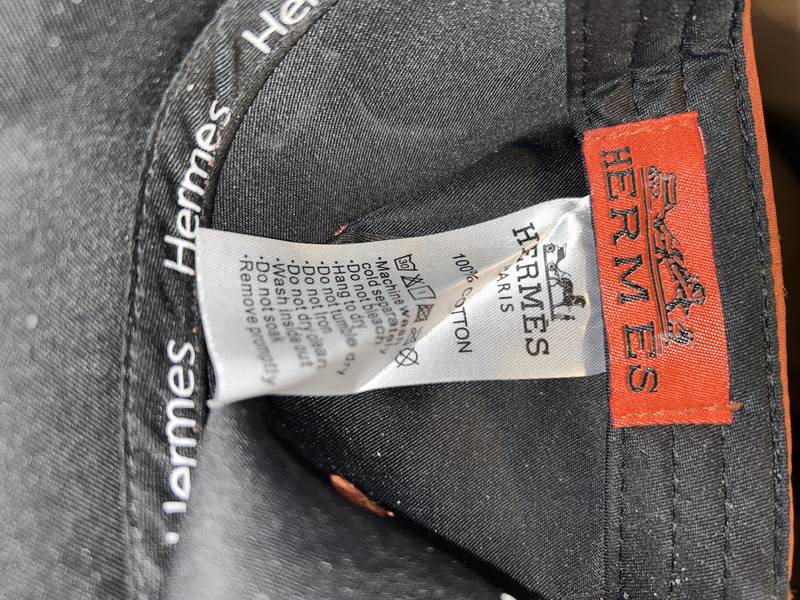 HERMES
HERMES
PARIS
100% COTTON
•Machine wash
cold separately
•Do not bleach
•Hang to dry
•Do not tumble dry
•Do not Iron
•Do not dry clean
•Wash inside out
•Do not soak
•Remove promptly
Hermes
Hermes
Hermes